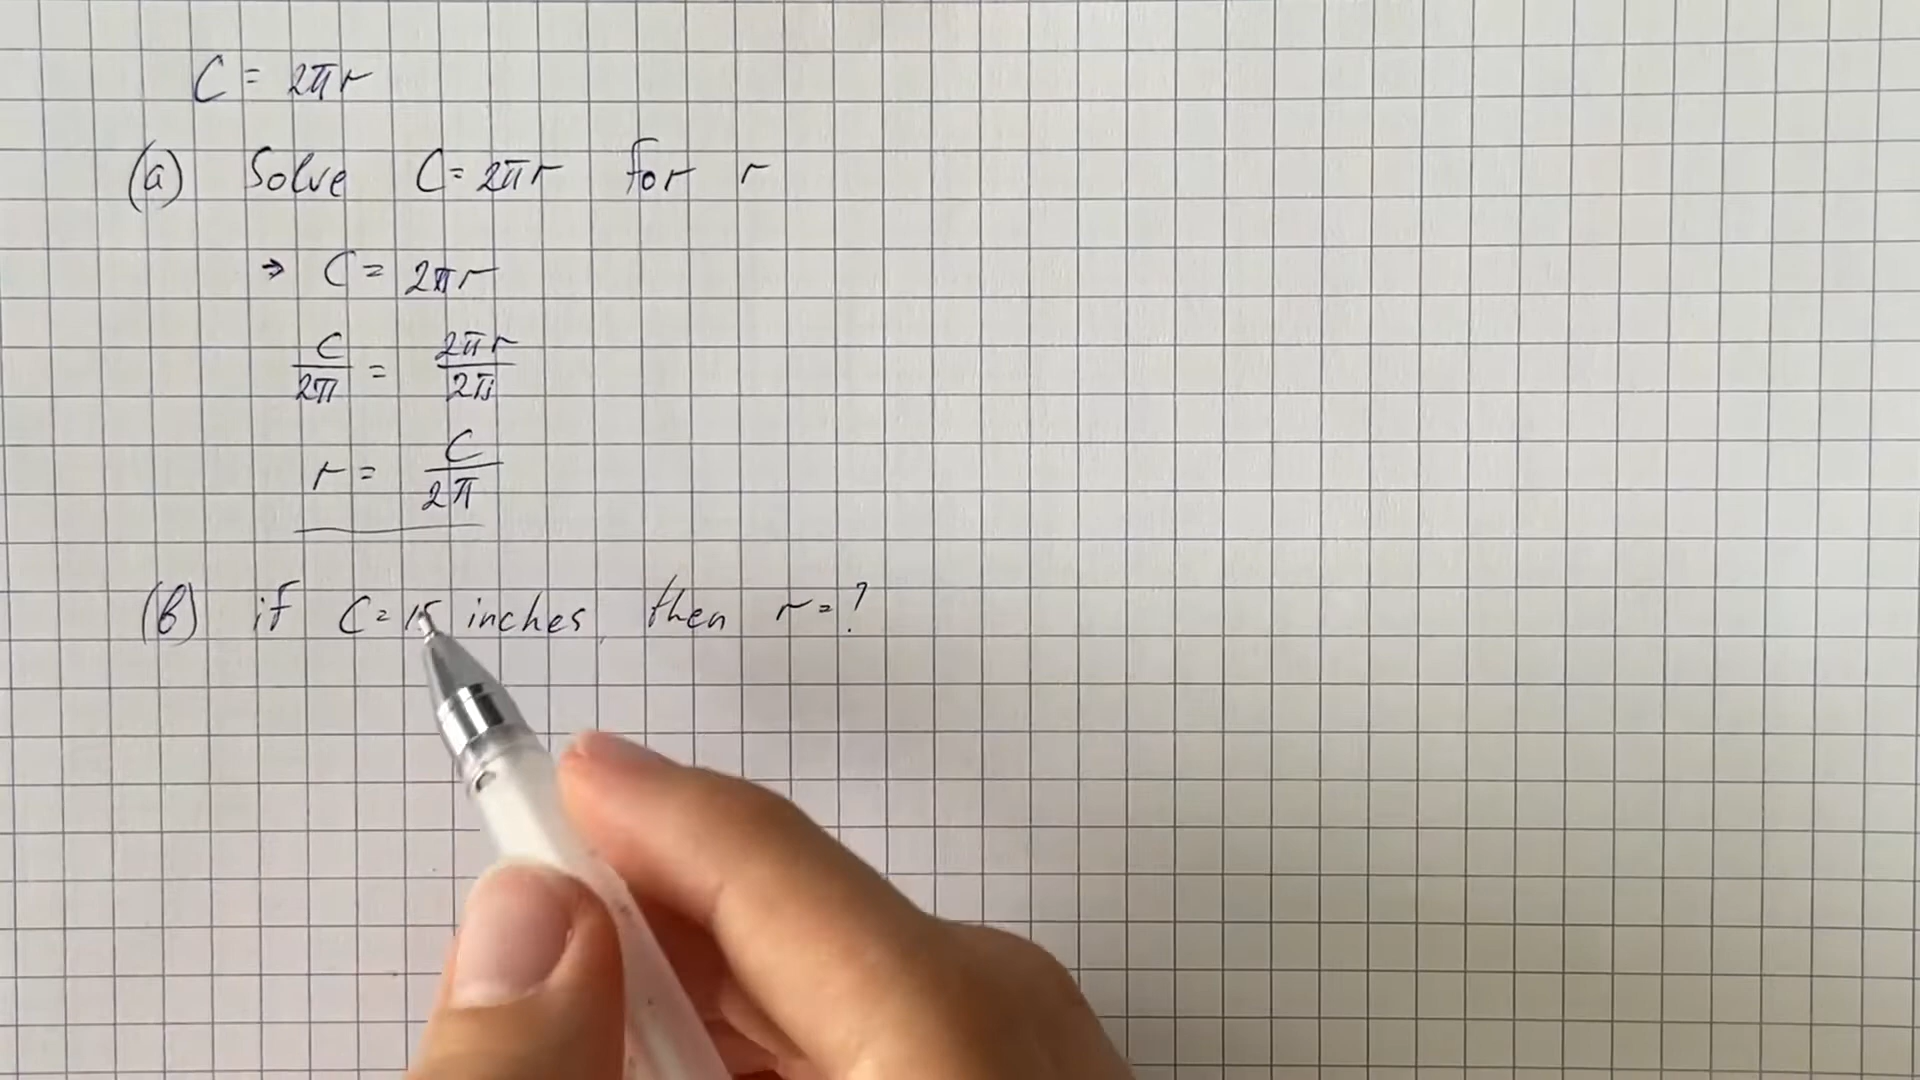 C = 2πr
(a) Solve C = 2πr for r
→ C = 2πr
C/2π = 2πr/2π
r = C/2π
(b) if C = 15 inches, then r = ?